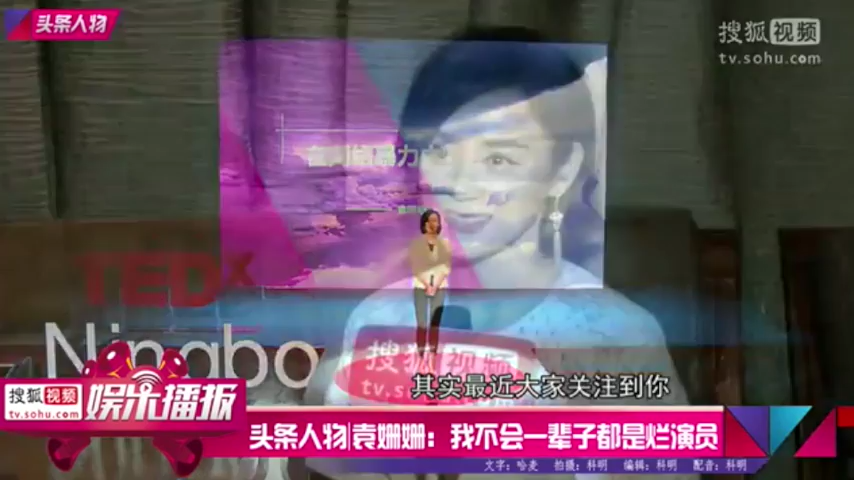 头条人物
搜狐视频
tv.sohu.com
TEDx
Ningbo
搜狐视频
其实最近大家关注到你
搜狐视频
tv.sohu.com
娱乐播报
头条人物|袁姗姗：我不会一辈子都是烂演员
文字：哈麦 拍摄：科明 编辑：科明 配音：科明